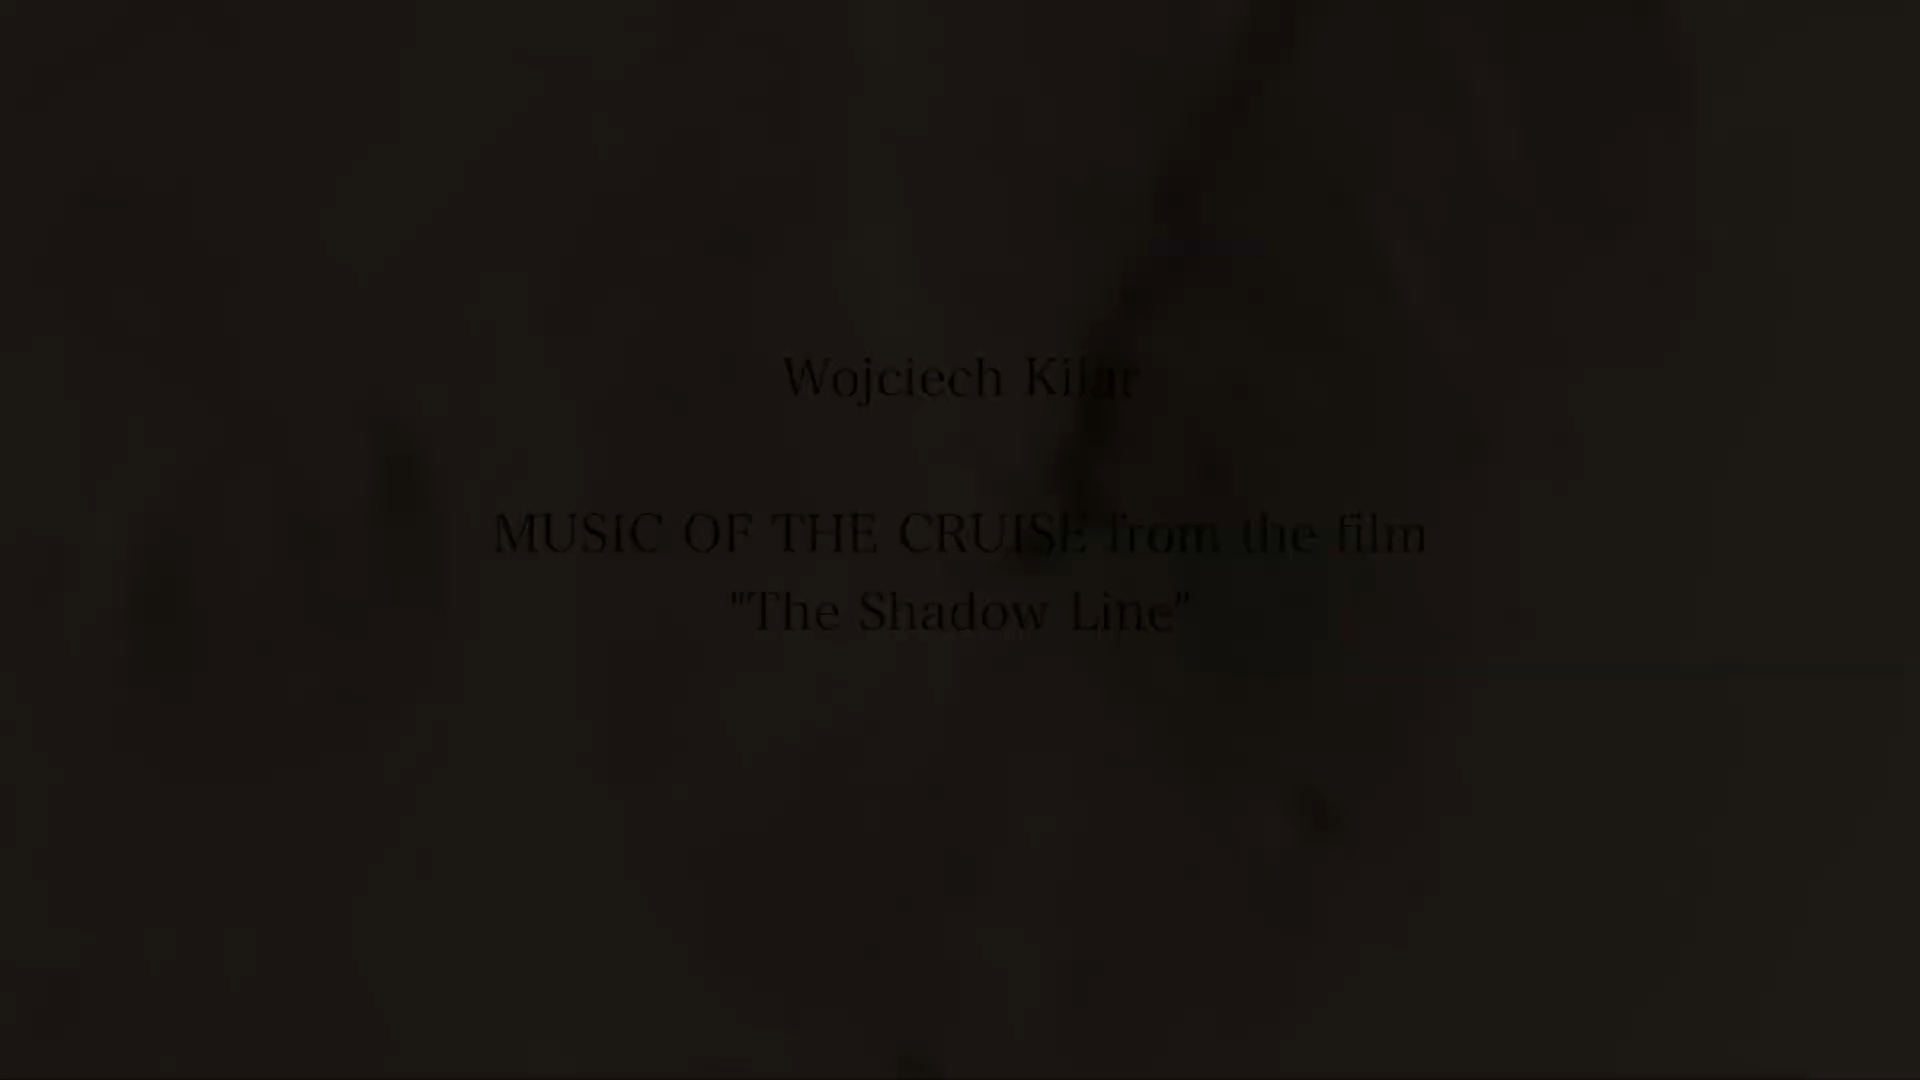 Wojciech Kilar
MUSIC OF THE CRUISE from the film
"The Shadow Line"